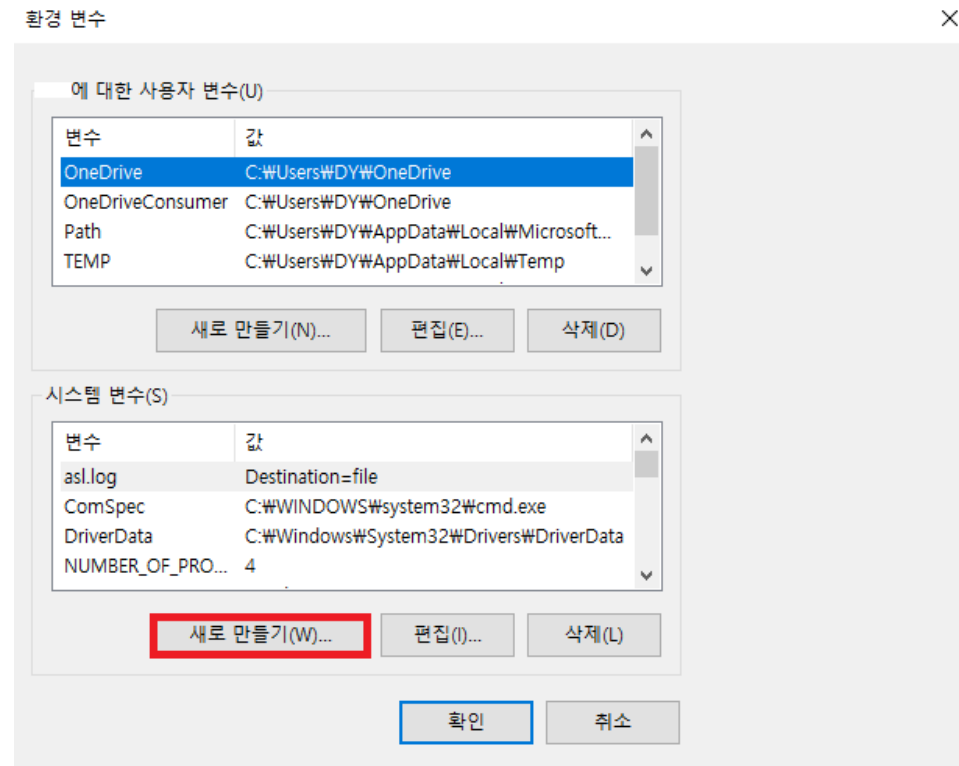 환경 변수
에 대한 사용자 변수(U)
변수 값
OneDrive C:₩Users₩DY₩OneDrive
OneDriveConsumer C:₩Users₩DY₩OneDrive
Path C:₩Users₩DY₩AppData₩Local₩Microsoft...
TEMP C:₩Users₩DY₩AppData₩Local₩Temp
새로 만들기(N)... 편집(E)... 삭제(D)
시스템 변수(S)
변수 값
asl.log Destination=file
ComSpec C:₩WINDOWS₩system32₩cmd.exe
DriverData C:₩Windows₩System32₩Drivers₩DriverData
NUMBER_OF_PRO... 4
새로 만들기(W)... 편집(I)... 삭제(L)
확인 취소